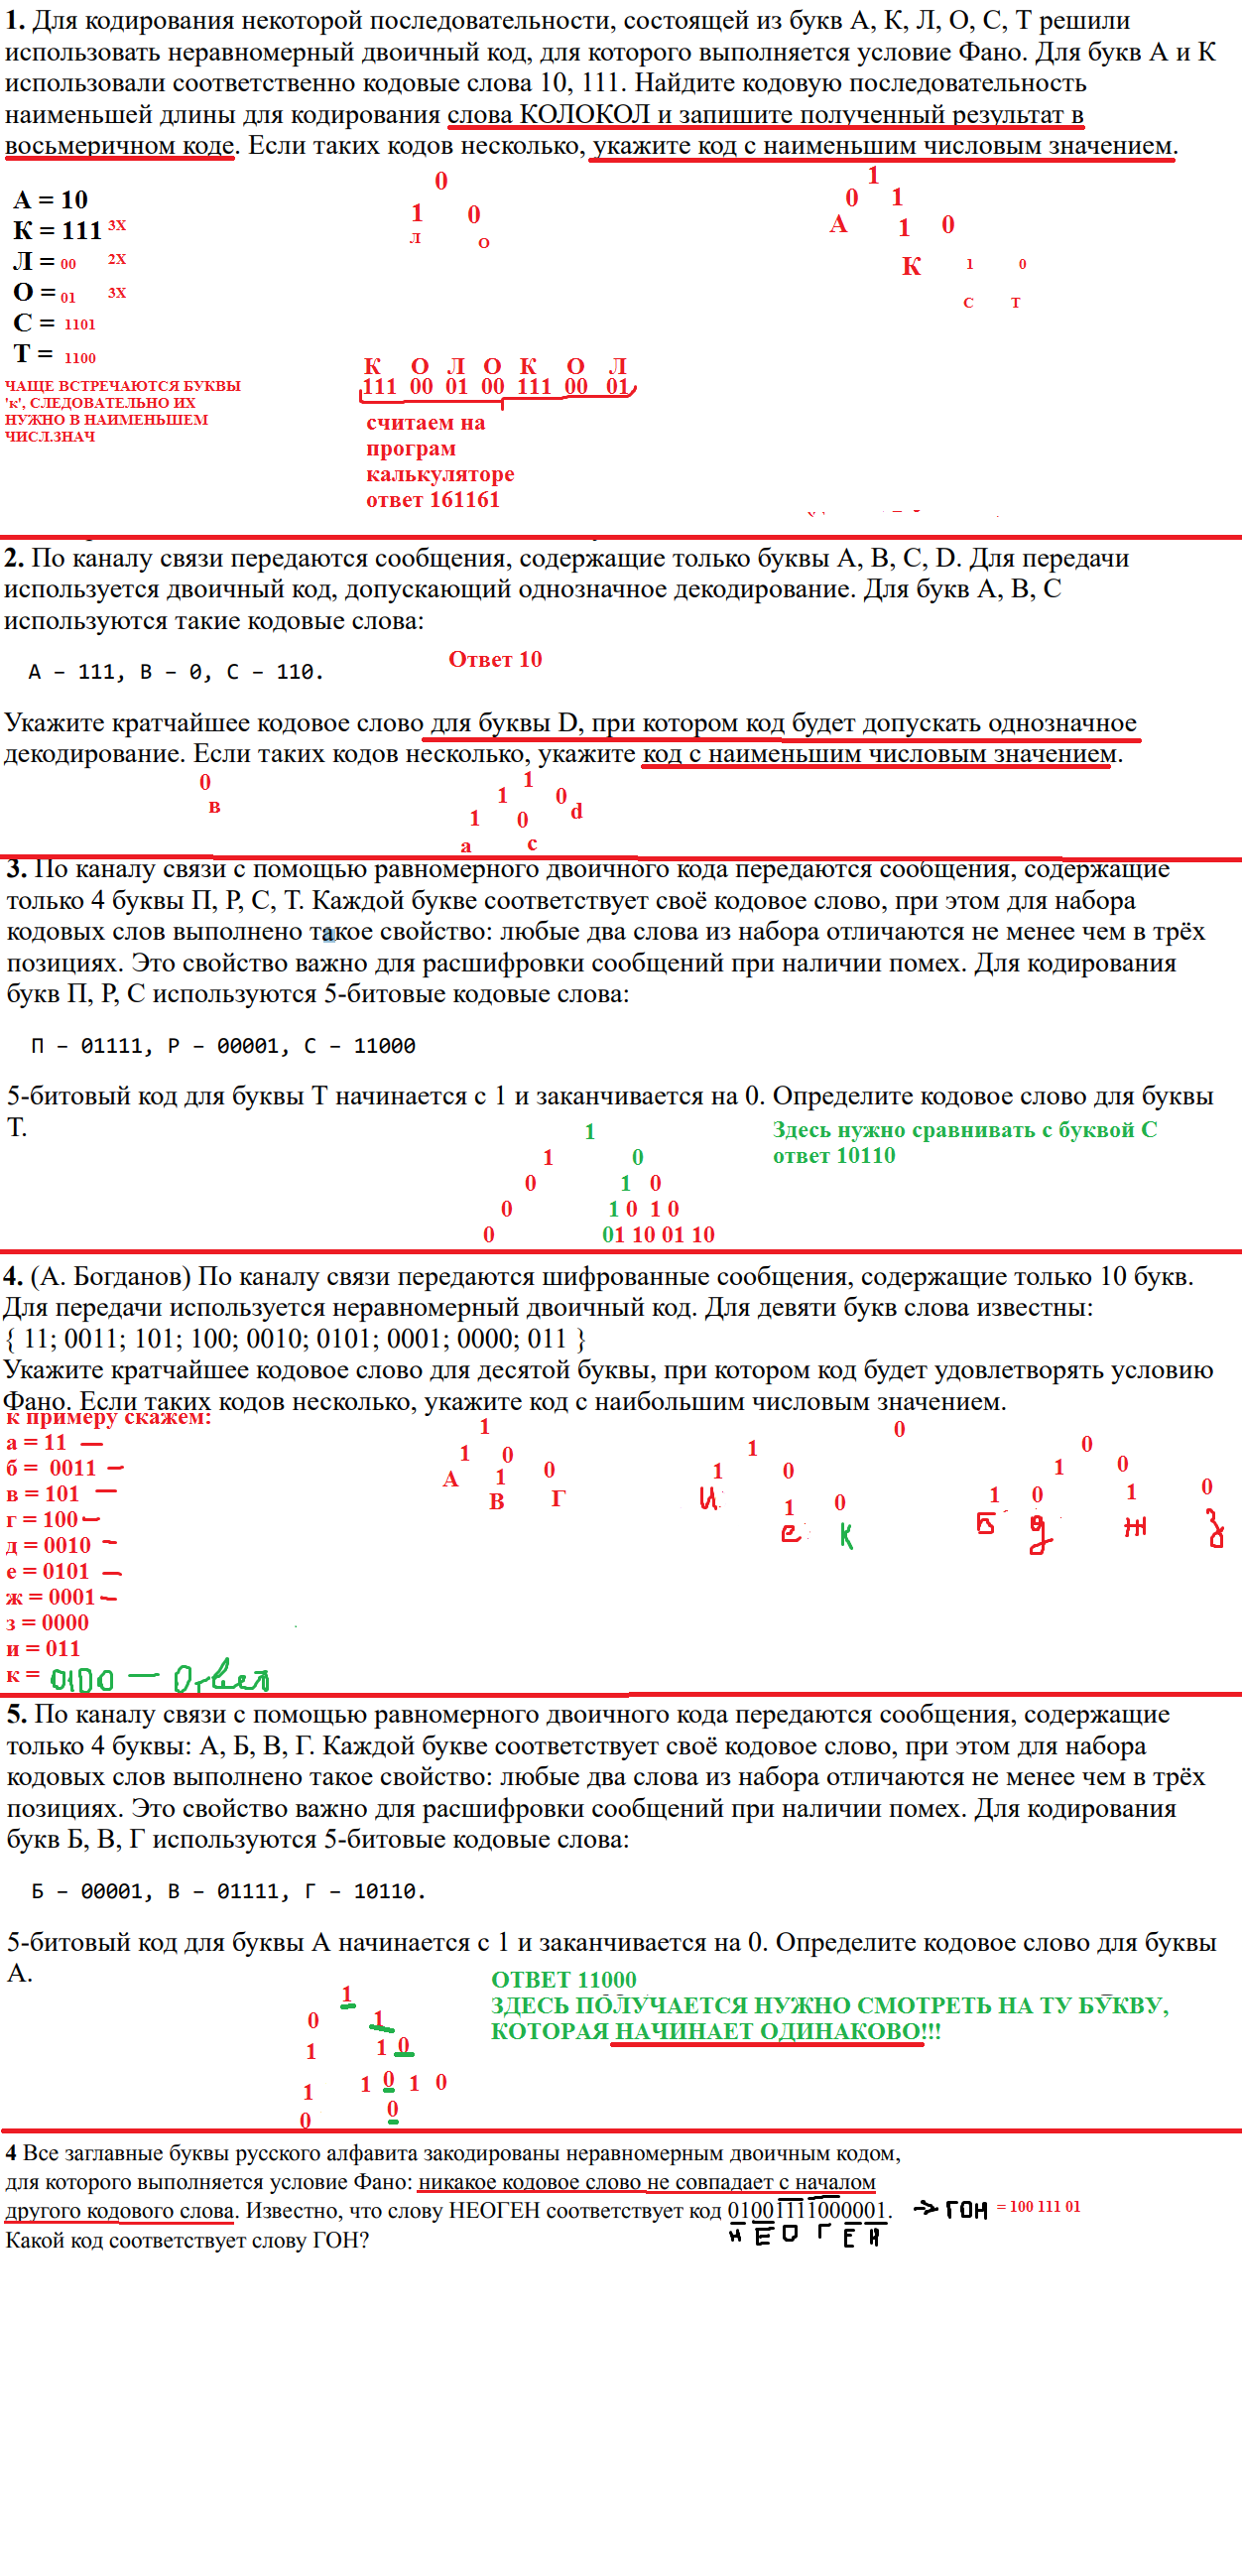 1. Для кодирования некоторой последовательности, состоящей из букв А, К, Л, О, С, Т решили
использовать неравномерный двоичный код, для которого выполняется условие Фано. Для букв А и К
использовали соответственно кодовые слова 10, 111. Найдите кодовую последовательность
наименьшей длины для кодирования слова КОЛОКОЛ и запишите полученный результат в
восьмеричном коде. Если таких кодов несколько, укажите код с наименьшим числовым значением.
0
1 0
Л О
1
0 1
А 1 0
К 1 0
С Т
А = 10
К = 111 3Х
Л = 00 2Х
О = 01 3Х
С = 1101
Т = 1100
ЧАЩЕ ВСТРЕЧАЮТСЯ БУКВЫ
'к', СЛЕДОВАТЕЛЬНО ИХ
НУЖНО В НАИМЕНЬШЕМ
ЧИСЛ.ЗНАЧ
К О Л О К О Л
111 00 01 00 111 00 01
считаем на
програм
калькуляторе
ответ 161161
2. По каналу связи передаются сообщения, содержащие только буквы A, B, C, D. Для передачи
используется двоичный код, допускающий однозначное декодирование. Для букв A, B, C
используются такие кодовые слова:
A – 111, B – 0, C – 110.
Ответ 10
Укажите кратчайшее кодовое слово для буквы D, при котором код будет допускать однозначное
декодирование. Если таких кодов несколько, укажите код с наименьшим числовым значением.
0
в
1
1 0
1 0 d
а с
3. По каналу связи с помощью равномерного двоичного кода передаются сообщения, содержащие
только 4 буквы П, Р, С, Т. Каждой букве соответствует своё кодовое слово, при этом для набора
кодовых слов выполнено такое свойство: любые два слова из набора отличаются не менее чем в трёх
позициях. Это свойство важно для расшифровки сообщений при наличии помех. Для кодирования
букв П, Р, С используются 5-битовые кодовые слова:
П – 01111, Р – 00001, С – 11000
5-битовый код для буквы Т начинается с 1 и заканчивается на 0. Определите кодовое слово для буквы
Т.
1
1 0
0 1 0
0 1 0 1 0
0 01 10 01 10
Здесь нужно сравнивать с буквой С
ответ 10110
4. (А. Богданов) По каналу связи передаются шифрованные сообщения, содержащие только 10 букв.
Для передачи используется неравномерный двоичный код. Для девяти букв слова известны:
{ 11; 0011; 101; 100; 0010; 0101; 0001; 0000; 011 }
Укажите кратчайшее кодовое слово для десятой буквы, при котором код будет удовлетворять условию
Фано. Если таких кодов несколько, укажите код с наибольшим числовым значением.
к примеру скажем:
а = 11 —
б = 0011 —
в = 101 —
г = 100 —
д = 0010 —
е = 0101 —
ж = 0001 —
з = 0000
и = 011
к = 0100 — Ответ
1
1 0
А 1 0
В Г
0
1
1 0
И 1 0
е К
0
1 0
1 0 1 0
Б д ж З
5. По каналу связи с помощью равномерного двоичного кода передаются сообщения, содержащие
только 4 буквы: А, Б, В, Г. Каждой букве соответствует своё кодовое слово, при этом для набора
кодовых слов выполнено такое свойство: любые два слова из набора отличаются не менее чем в трёх
позициях. Это свойство важно для расшифровки сообщений при наличии помех. Для кодирования
букв Б, В, Г используются 5-битовые кодовые слова:
Б – 00001, В – 01111, Г – 10110.
5-битовый код для буквы А начинается с 1 и заканчивается на 0. Определите кодовое слово для буквы
А.
1
0 1
1 1 0
1 1 0 1 0
0 0
ОТВЕТ 11000
ЗДЕСЬ ПОЛУЧАЕТСЯ НУЖНО СМОТРЕТЬ НА ТУ БУКВУ,
КОТОРАЯ НАЧИНАЕТ ОДИНАКОВО!!!
4 Все заглавные буквы русского алфавита закодированы неравномерным двоичным кодом,
для которого выполняется условие Фано: никакое кодовое слово не совпадает с началом
другого кодового слова. Известно, что слову НЕОГЕН соответствует код 01001111000001. -> ГОН = 100 111 01
Н Е О Г Е Н
Какой код соответствует слову ГОН?